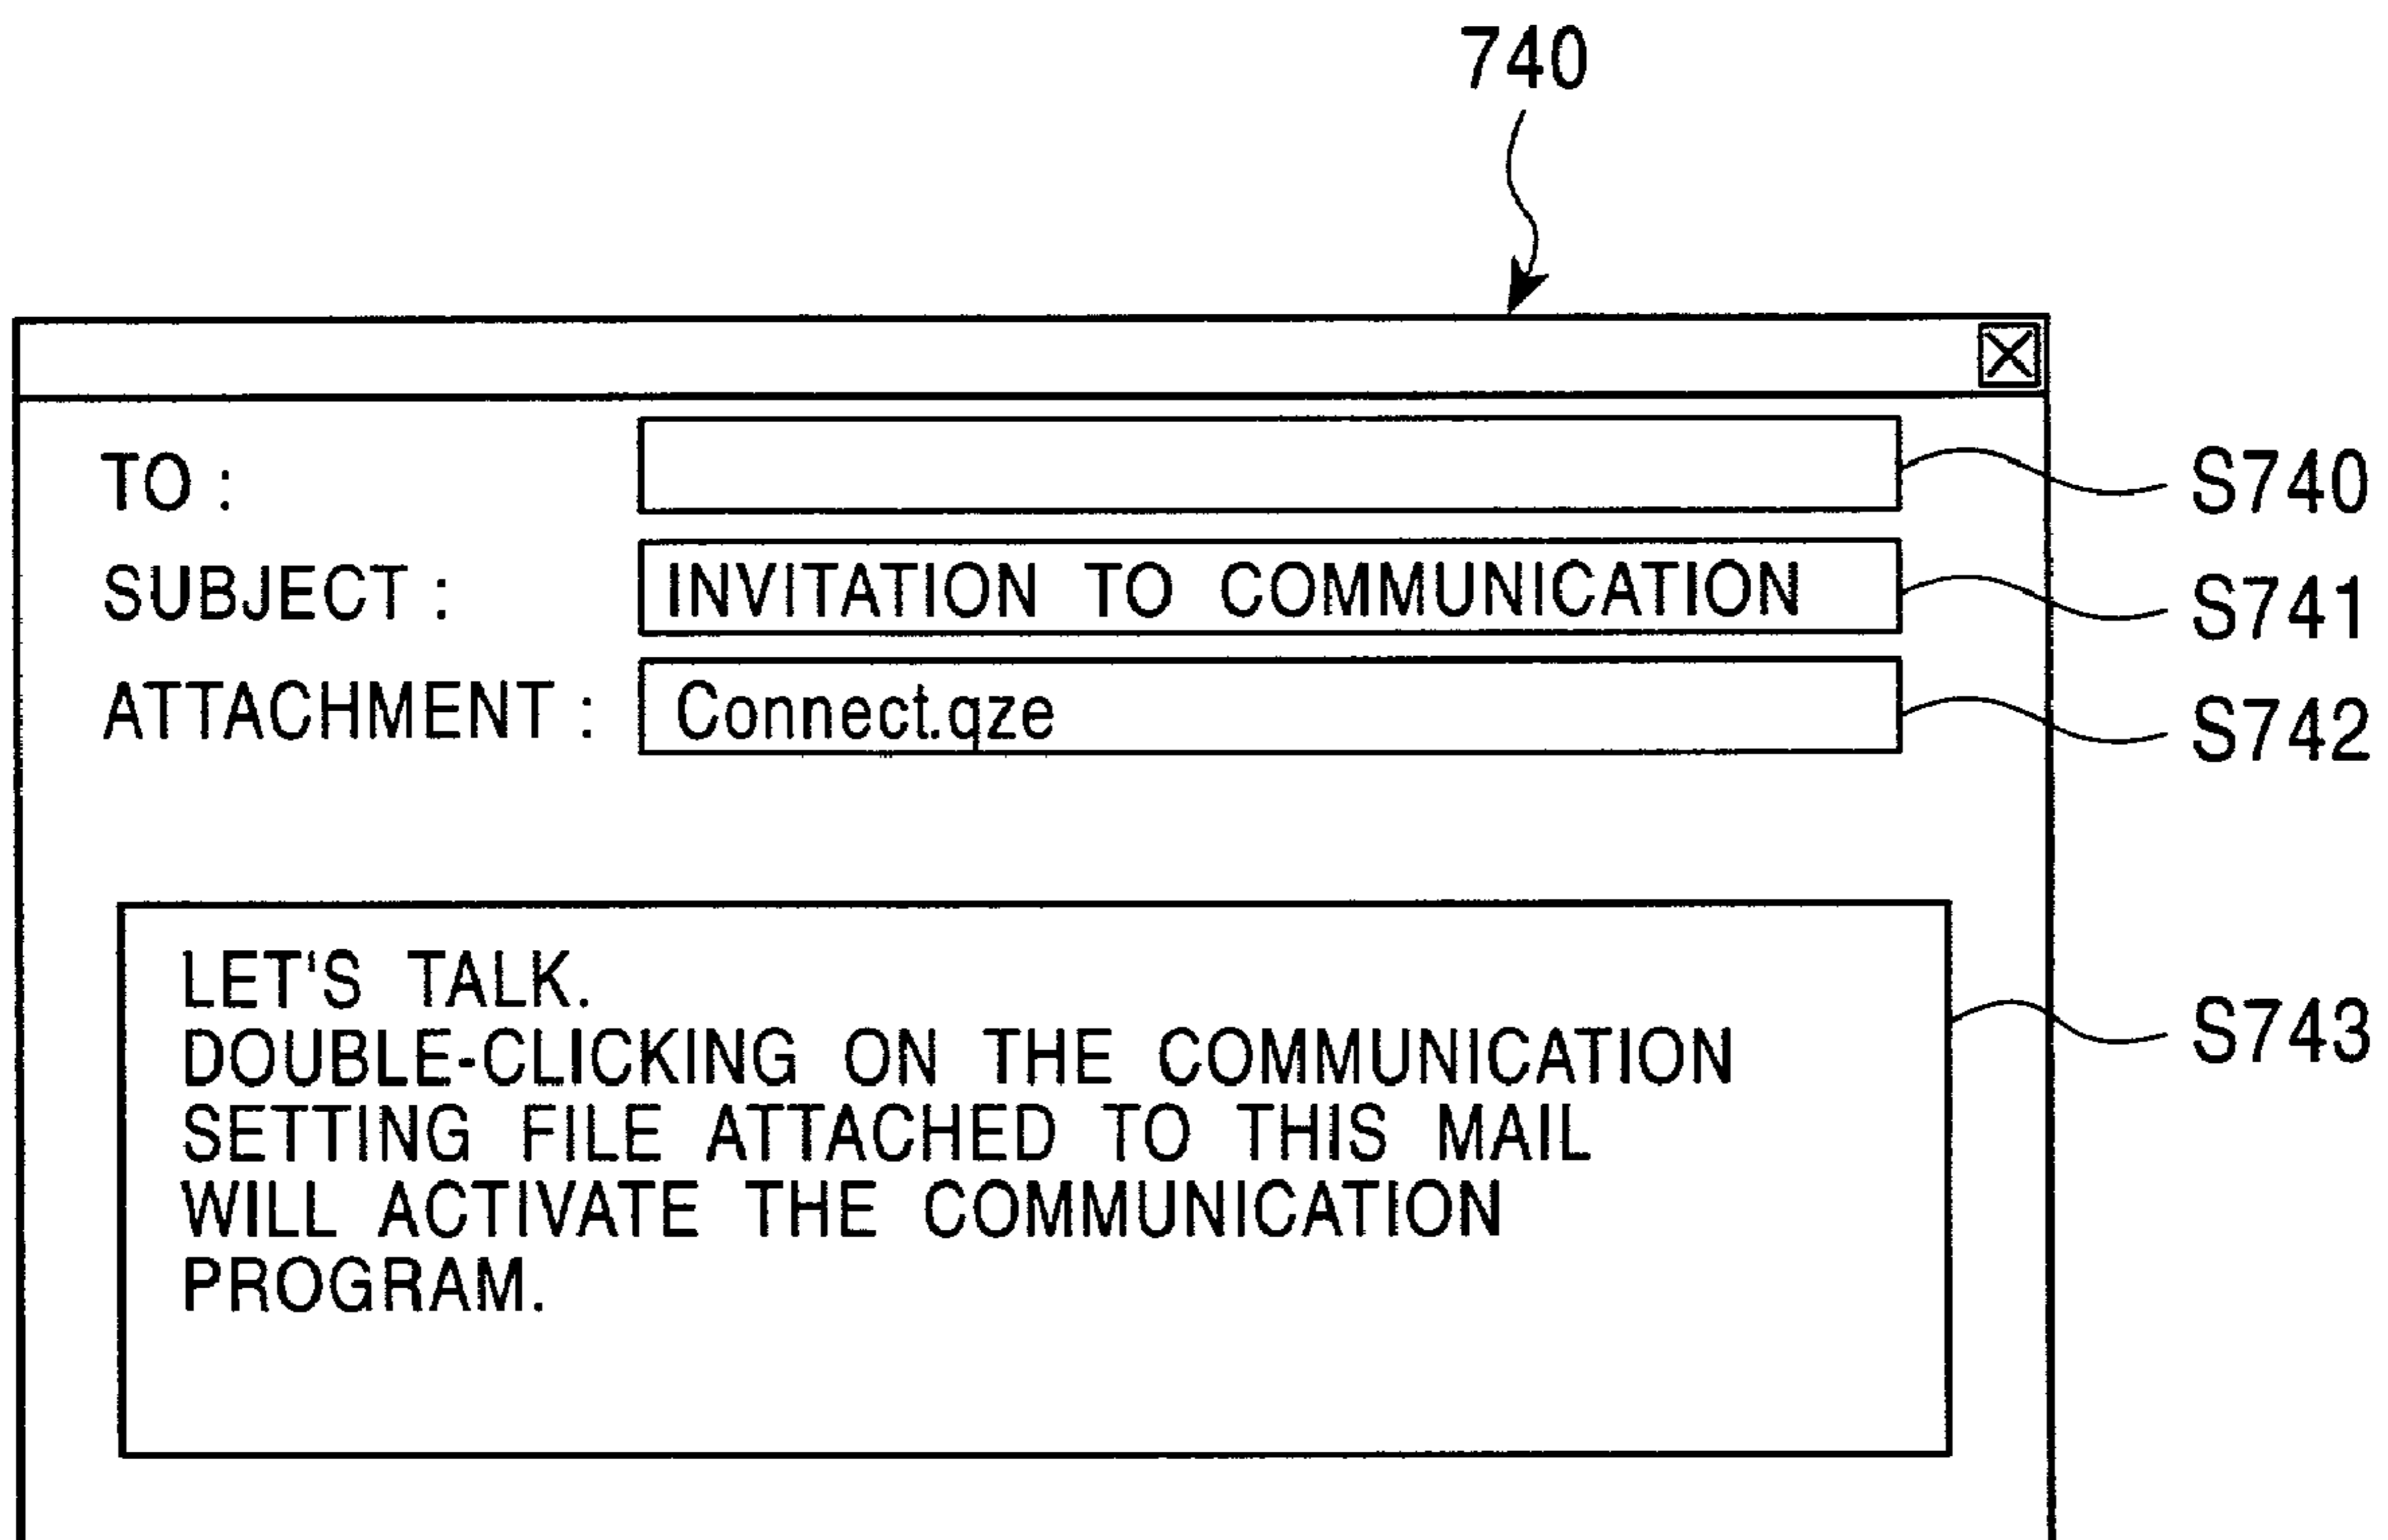 740
TO :
S740
SUBJECT :
INVITATION TO COMMUNICATION
S741
ATTACHMENT :
Connect.qze
S742
LET'S TALK.
DOUBLE-CLICKING ON THE COMMUNICATION
SETTING FILE ATTACHED TO THIS MAIL
WILL ACTIVATE THE COMMUNICATION
PROGRAM.
S743